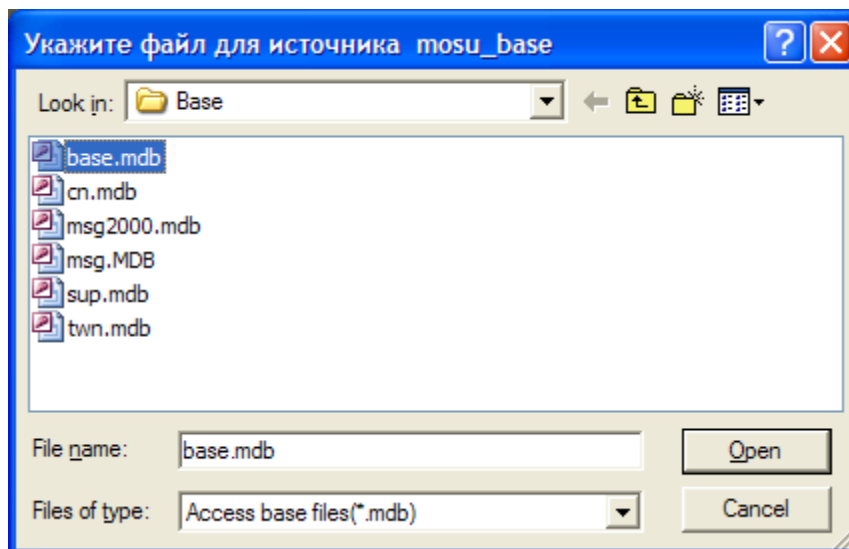 Укажите файл для источника mosu_base
Look in: Base
base.mdb
cn.mdb
msg2000.mdb
msg.MDB
sup.mdb
twn.mdb
File name: base.mdb Open
Files of type: Access base files(*.mdb) Cancel